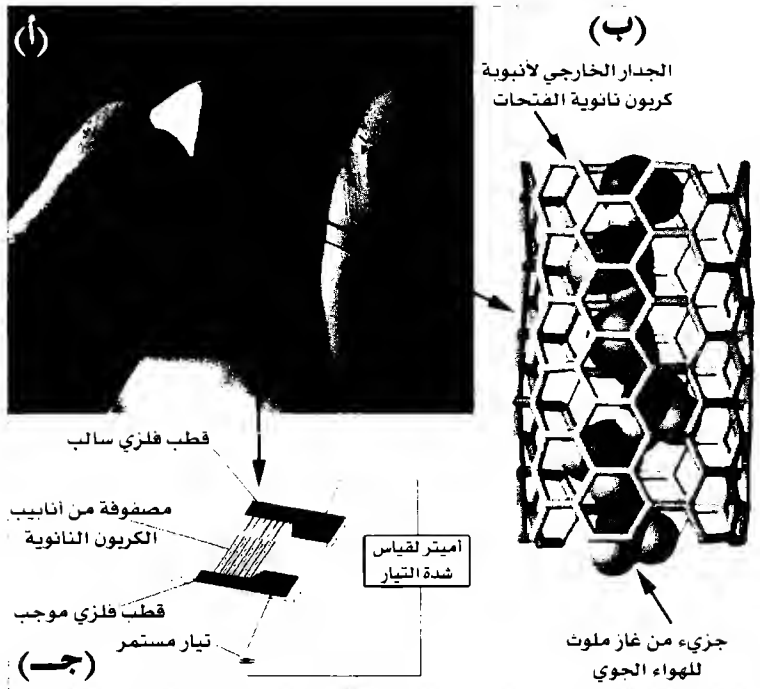 (أ)
(ب)
الجدار الخارجي لأنبوبة
كربون نانوية الفتحات
قطب فلزي سالب
مصفوفة من أنابيب
الكربون النانوية
قطب فلزي موجب
تيار مستمر
أميتر لقياس
شدة التيار
(جـ)
جزيء من غاز ملوث
للهواء الجوي